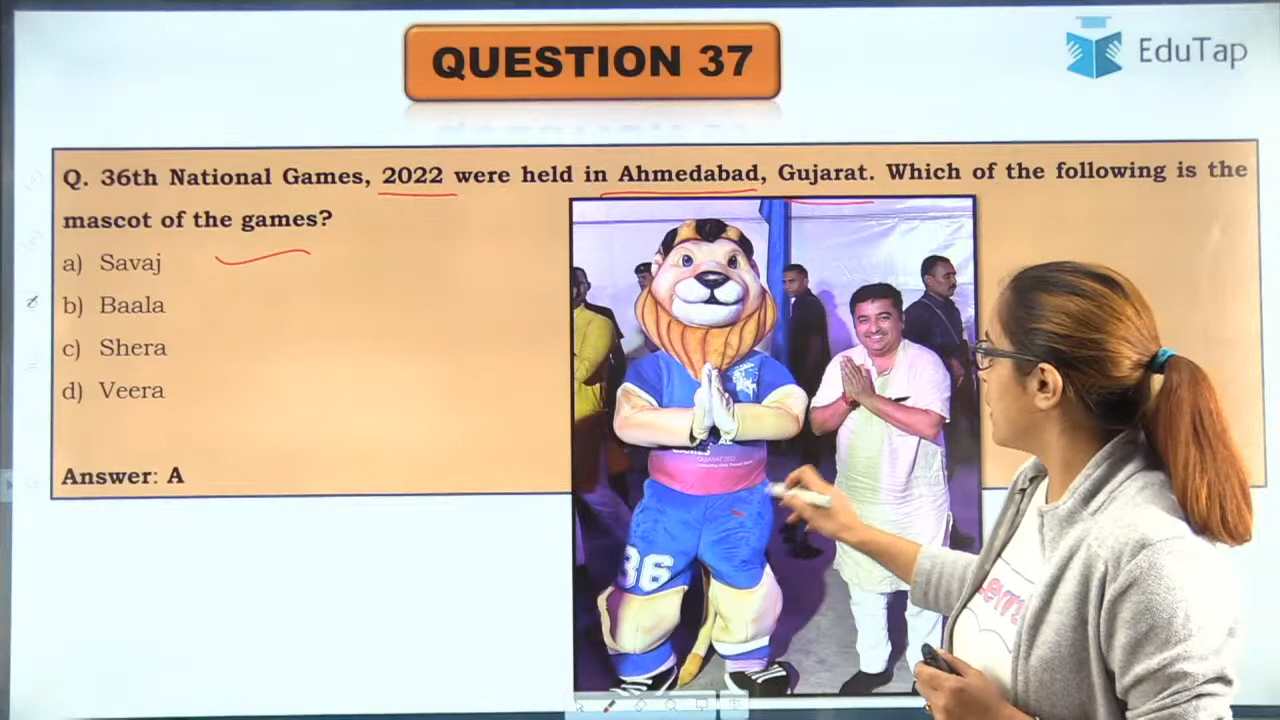 QUESTION 37
EduTap
Q. 36th National Games, 2022 were held in Ahmedabad, Gujarat. Which of the following is the
mascot of the games?
a) Savaj
b) Baala
c) Shera
d) Veera
Answer: A
36